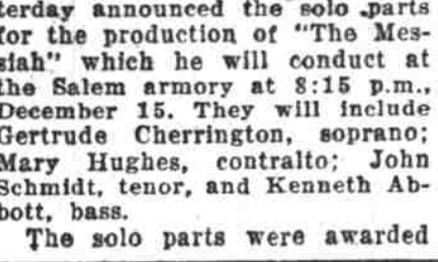 terday announced the solo parts
for the production of "The Mes-
siah" which he will conduct at
the Salem armory at 8:15 p.m.,
December 15. They will include
Gertrude Cherrington, soprano;
Mary Hughes, contralto; John
Schmidt, tenor, and Kenneth Ab-
bott, bass.
The solo parts were awarded